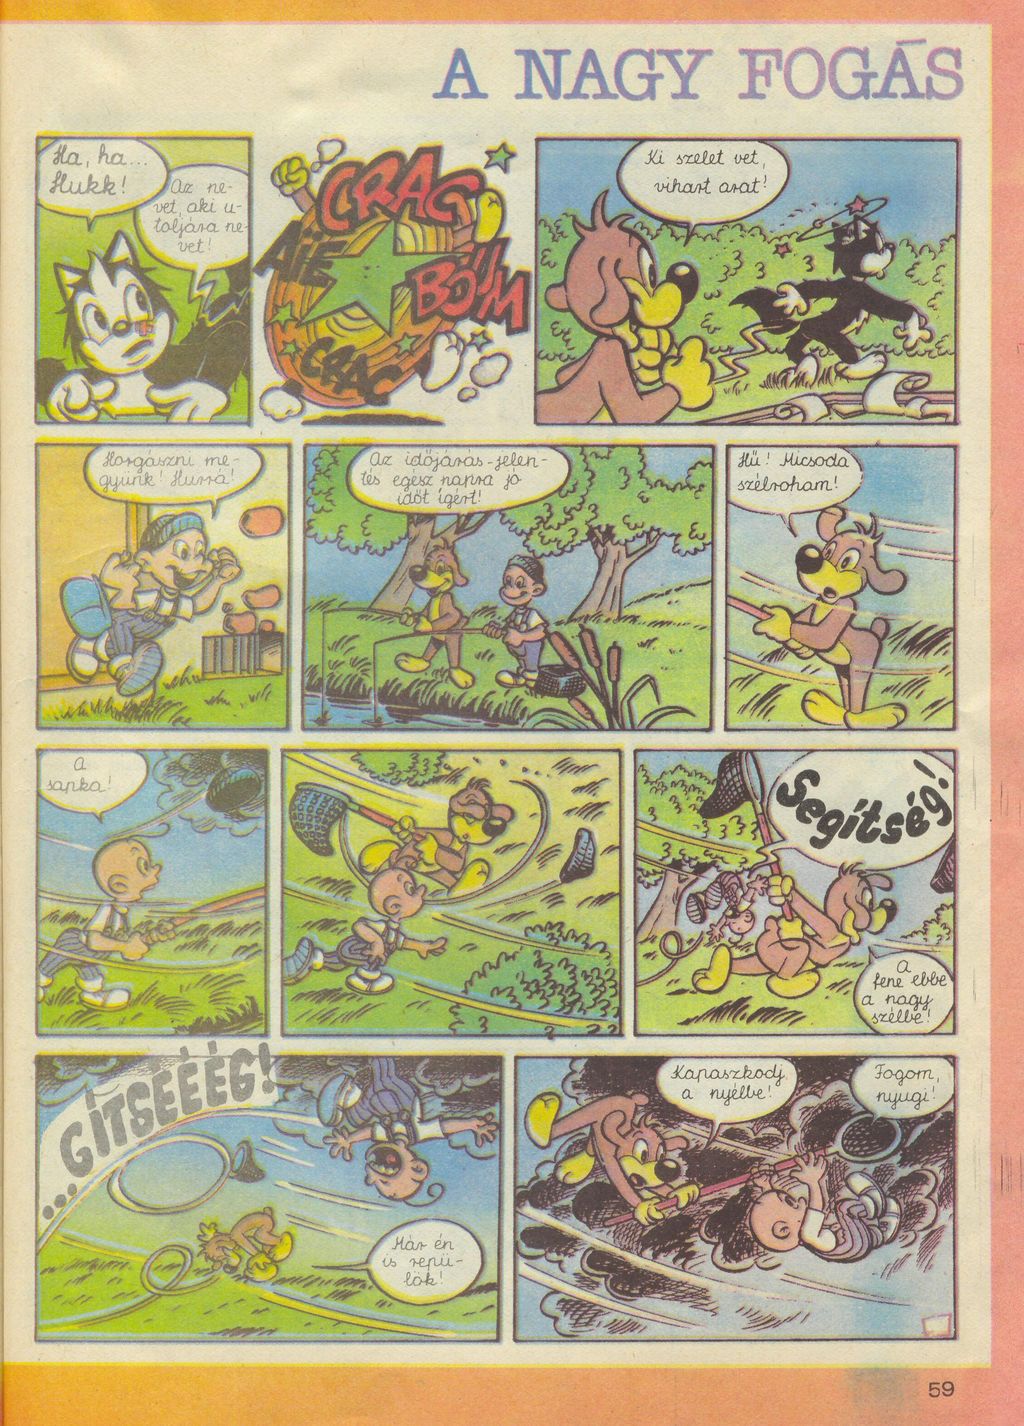 A NAGY FOGÁS
Ha, ha...
Hukk!
Az ne-
vet, aki u-
toljára ne-
vet!
CRAG
AÏE
BÓUM
CRAC
Ki szelet vet,
vihart arat!
Horgászni me-
gyünk! Hurrá!
Az időjárás-jelen-
tés egész napra jó
időt ígért!
Hű! Micsoda
szélroham!
A
sapka!
Segítség!
A
fene ebbe
a nagy
szélbe!
...GÍTSÉÉÉG!
Már én
is repü-
lök!
Kapaszkodj
a nyélbe!
Fogom,
nyugi!
59